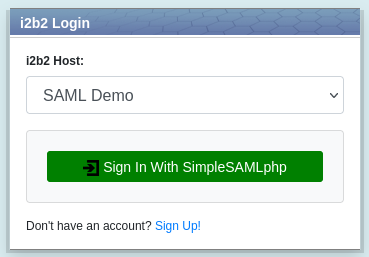 i2b2 Login
i2b2 Host:
SAML Demo
Sign In With SimpleSAMLphp
Don't have an account? Sign Up!